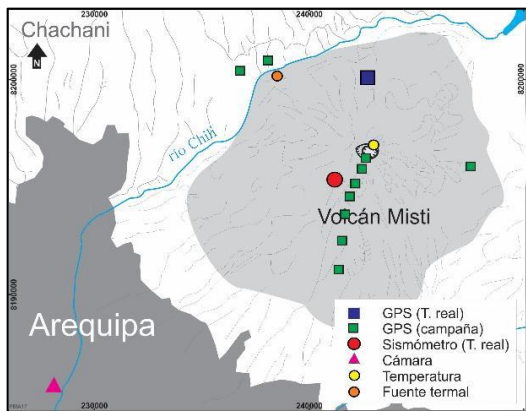 230000
240000
Chachani
N
8200000
8200000
río Chili
Volcán Misti
8190000
Arequipa
GPS (T. real)
GPS (campaña)
Sismómetro (T. real)
Cámara
Temperatura
Fuente termal
230000
240000